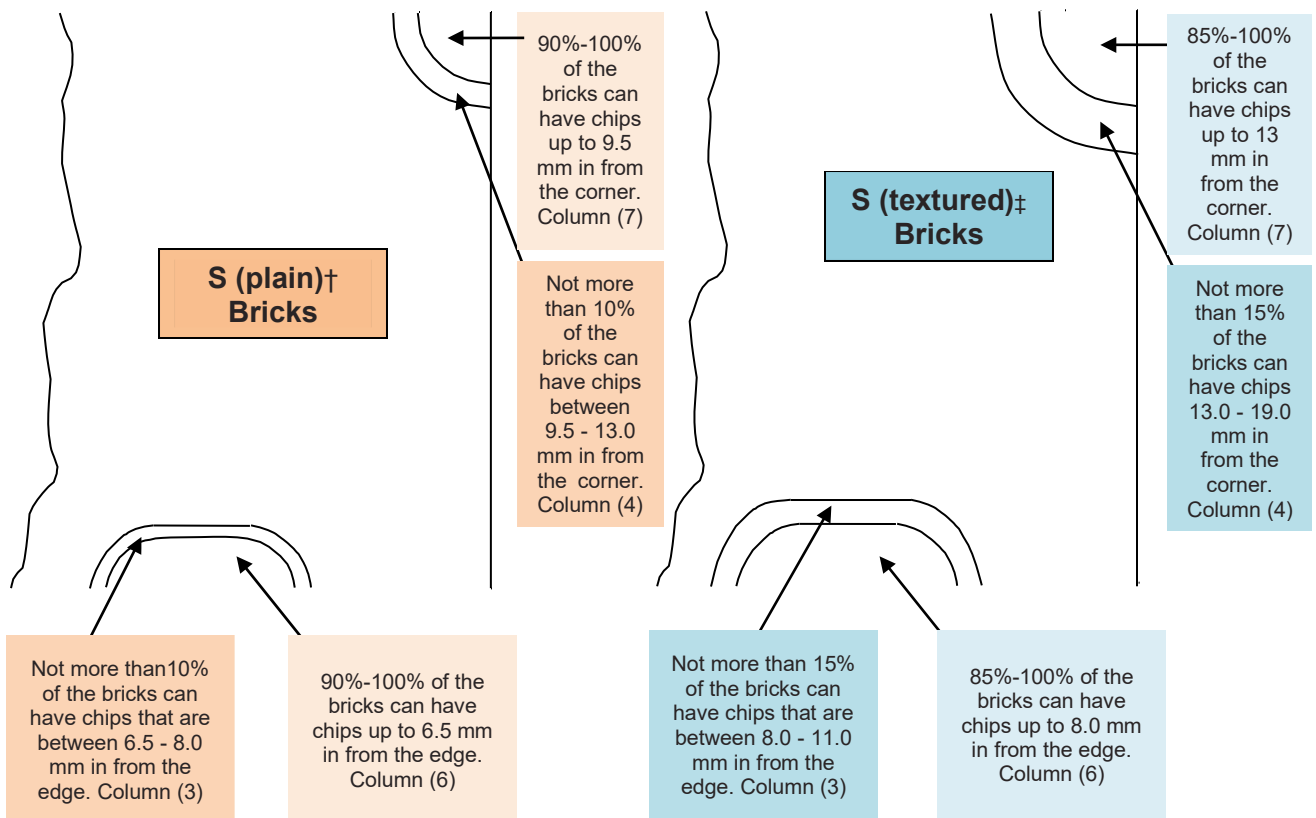 90%-100%
of the
bricks can
have chips
up to 9.5
mm in from
the corner.
Column (7)
S (plain)†
Bricks
Not more
than 10%
of the
bricks can
have chips
between
9.5 - 13.0
mm in from
the corner.
Column (4)
Not more than10%
of the bricks can
have chips that are
between 6.5 - 8.0
mm in from the
edge. Column (3)
90%-100% of the
bricks can have
chips up to 6.5 mm
in from the edge.
Column (6)
85%-100%
of the
bricks can
have chips
up to 13
mm in
from the
corner.
Column (7)
S (textured)‡
Bricks
Not more
than 15%
of the
bricks can
have chips
13.0 - 19.0
mm in
from the
corner.
Column (4)
Not more than 15%
of the bricks can
have chips that are
between 8.0 - 11.0
mm in from the
edge. Column (3)
85%-100% of the
bricks can have
chips up to 8.0 mm
in from the edge.
Column (6)